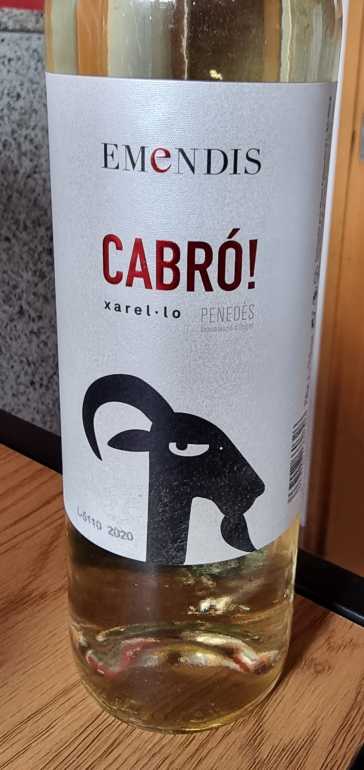 EMeNDIS
CABRÓ!
xarel·lo PENEDÈS
L-0110 2020